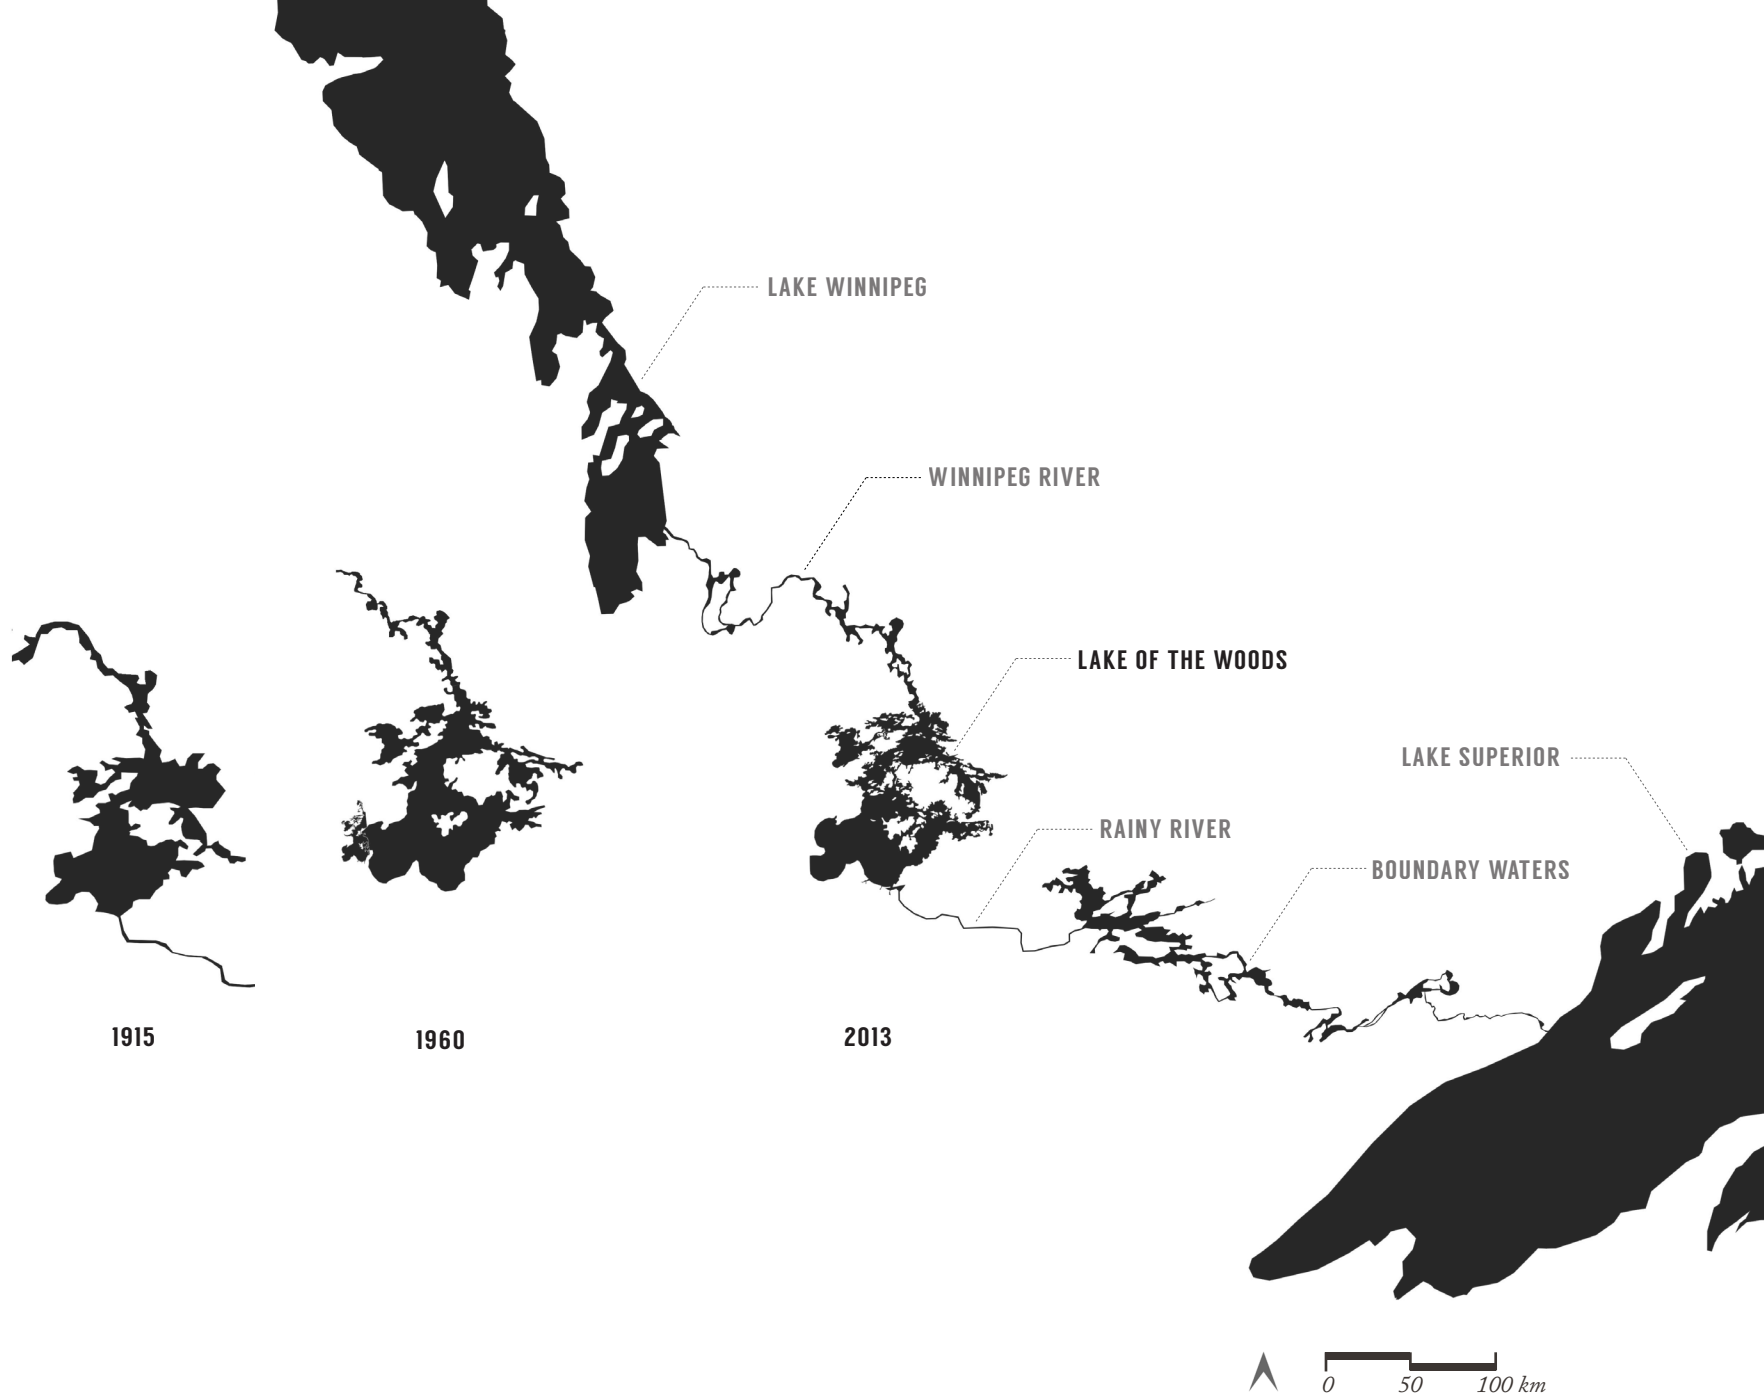 LAKE WINNIPEG
WINNIPEG RIVER
LAKE OF THE WOODS
LAKE SUPERIOR
RAINY RIVER
BOUNDARY WATERS
1915
1960
2013
0 50 100 km